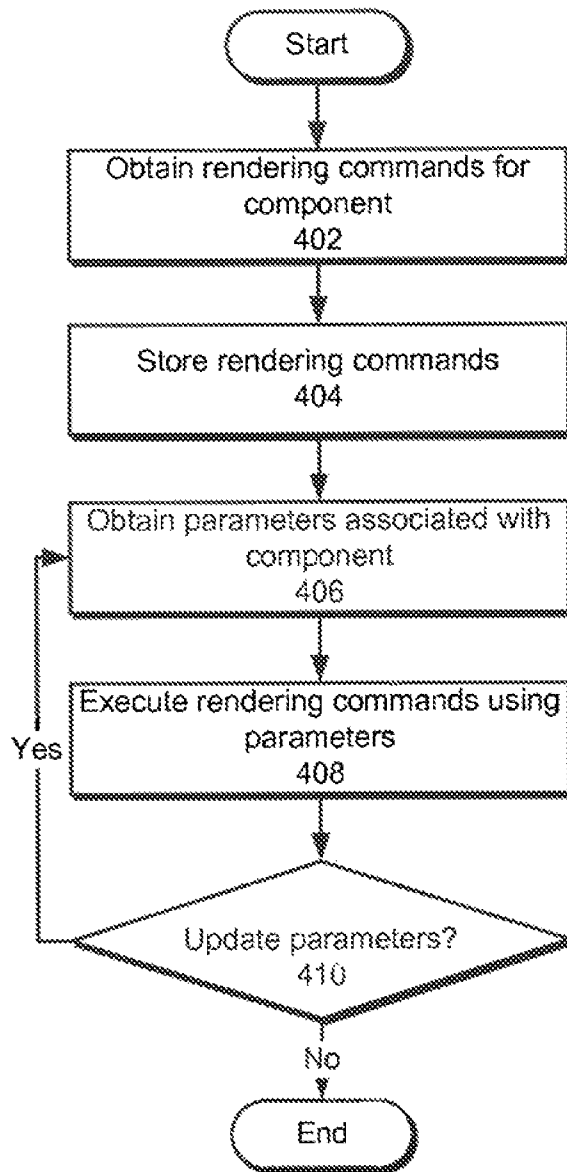 Start
Obtain rendering commands for
component
402
Store rendering commands
404
Obtain parameters associated with
component
406
Execute rendering commands using
parameters
408
Yes
Update parameters?
410
No
End